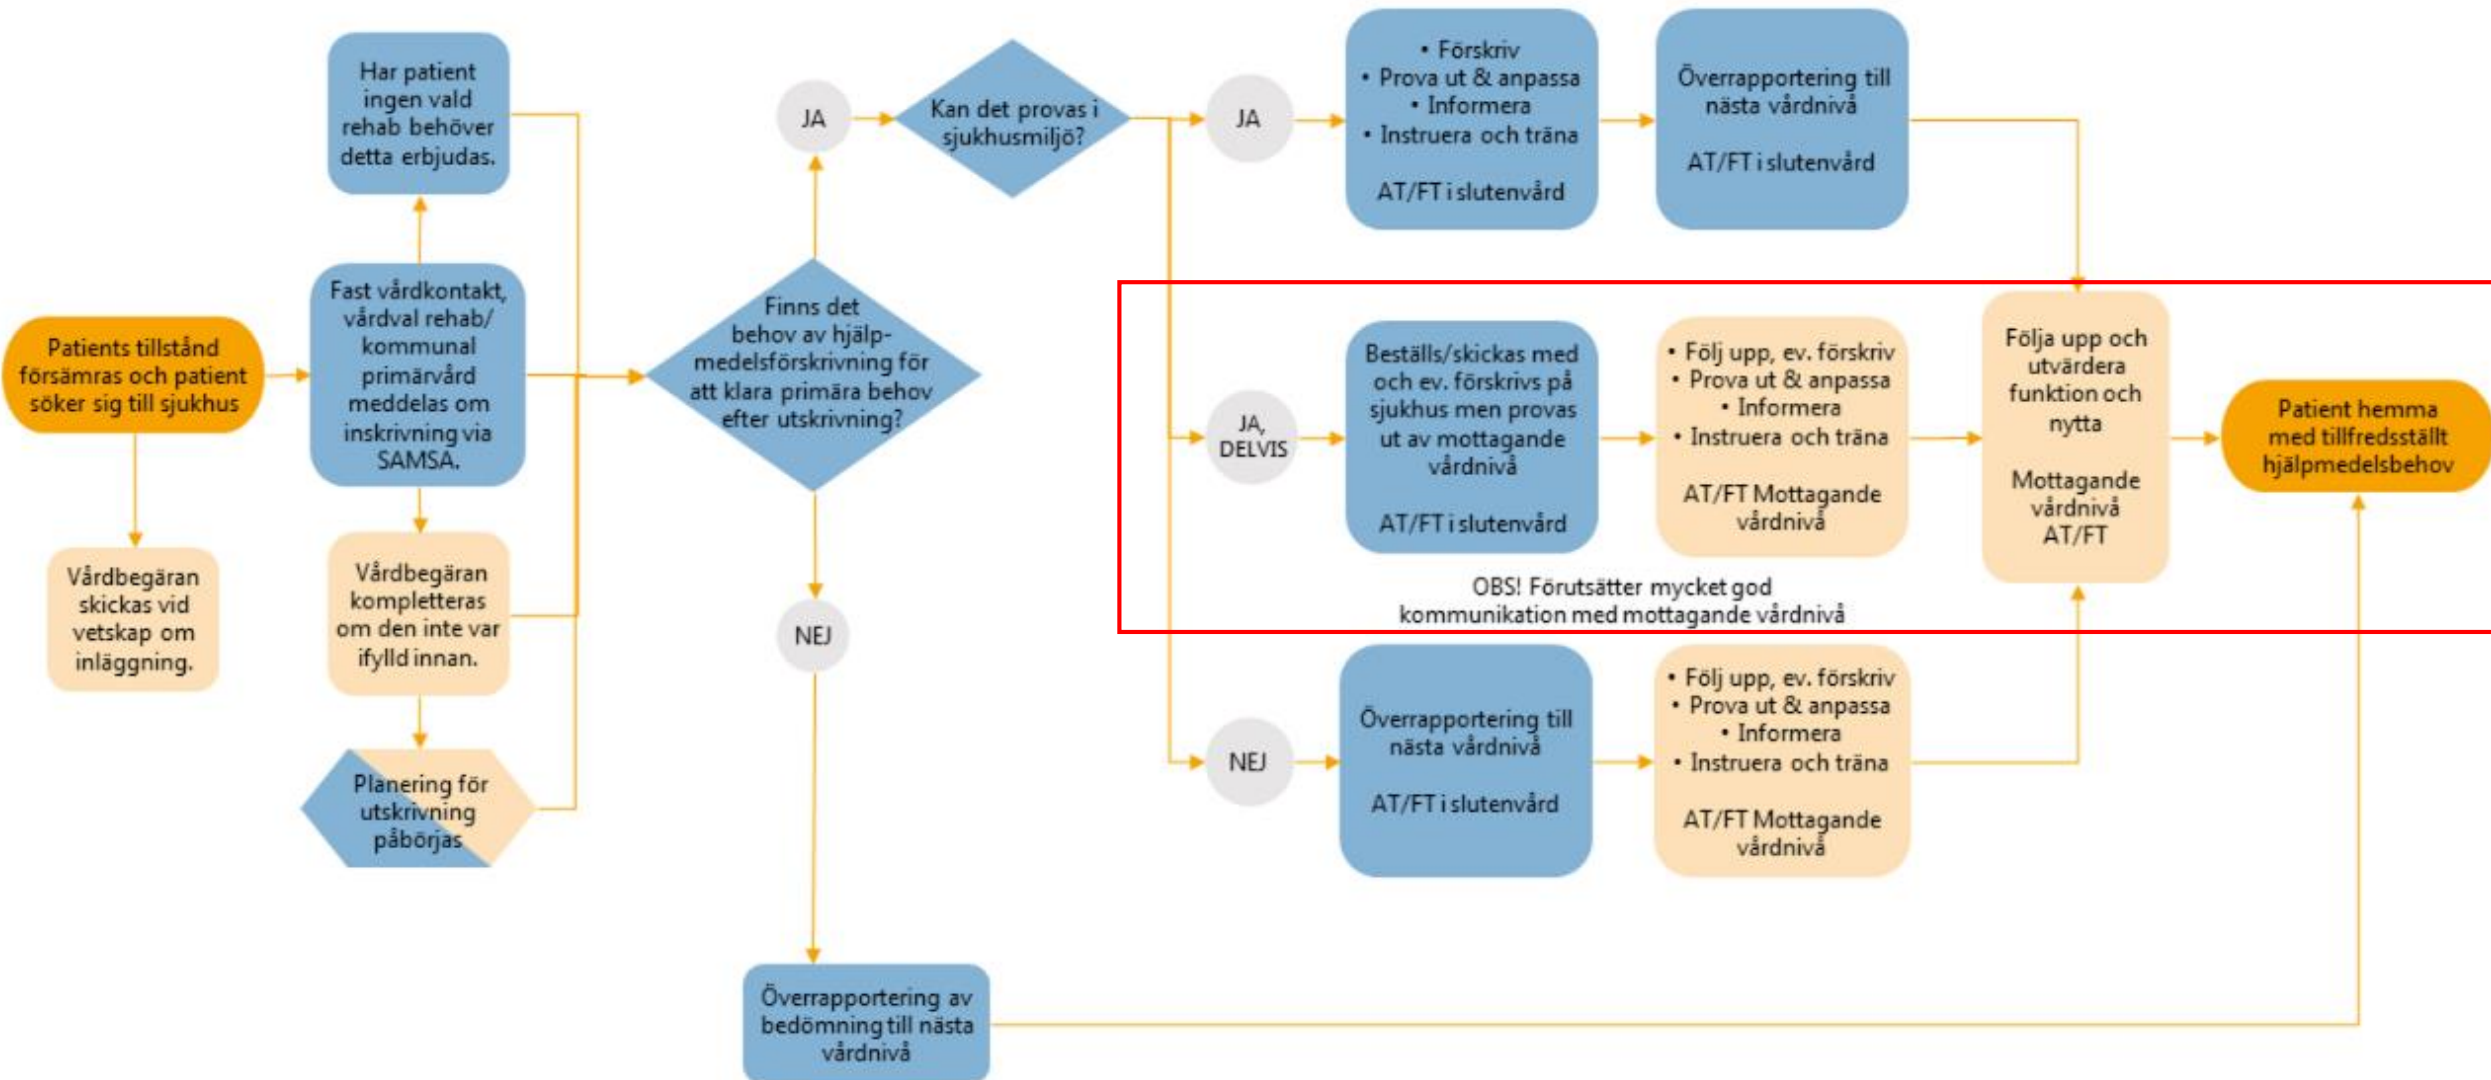 Patients tillstånd
försämras och patient
söker sig till sjukhus
Vårdbegäran
skickas vid
vetskap om
inläggning.
Har patient
ingen vald
rehab behöver
detta erbjudas.
Fast vårdkontakt,
vårdval rehab/
kommunal
primärvård
meddelas om
inskrivning via
SAMSA.
Vårdbegäran
kompletteras
om den inte var
ifylld innan.
Planering för
utskrivning
påbörjas
Finns det
behov av hjälp-
medelsförskrivning för
att klara primära behov
efter utskrivning?
JA
Kan det provas i
sjukhusmiljö?
JA
• Förskriv
• Prova ut & anpassa
• Informera
• Instruera och träna
AT/FT i slutenvård
Överrapportering till
nästa vårdnivå
AT/FT i slutenvård
JA,
DELVIS
Beställs/skickas med
och ev. förskrivs på
sjukhus men provas
ut av mottagande
vårdnivå
AT/FT i slutenvård
• Följ upp, ev. förskriv
• Prova ut & anpassa
• Informera
• Instruera och träna
AT/FT Mottagande
vårdnivå
OBS! Förutsätter mycket god
kommunikation med mottagande vårdnivå
Följa upp och
utvärdera
funktion och
nytta
Mottagande
vårdnivå
AT/FT
Patient hemma
med tillfredsställt
hjälpmedelsbehov
NEJ
Överrapportering till
nästa vårdnivå
AT/FT i slutenvård
• Följ upp, ev. förskriv
• Prova ut & anpassa
• Informera
• Instruera och träna
AT/FT Mottagande
vårdnivå
NEJ
Överrapportering av
bedömning till nästa
vårdnivå